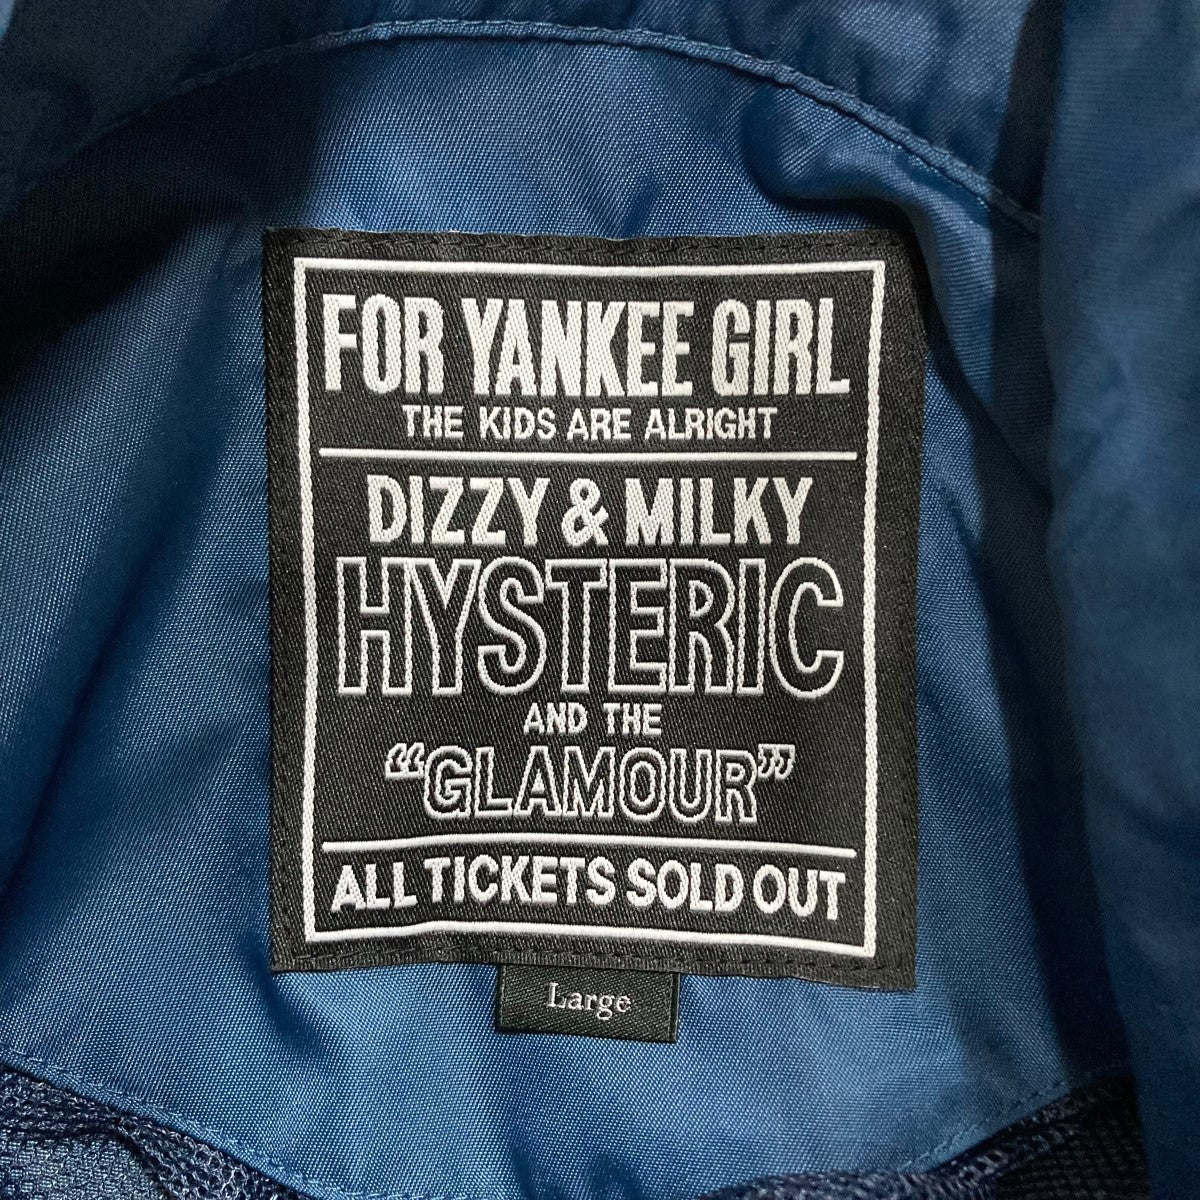 FOR YANKEE GIRL
THE KIDS ARE ALRIGHT
DIZZY & MILKY
HYSTERIC
AND THE
“GLAMOUR”
ALL TICKETS SOLD OUT
Large